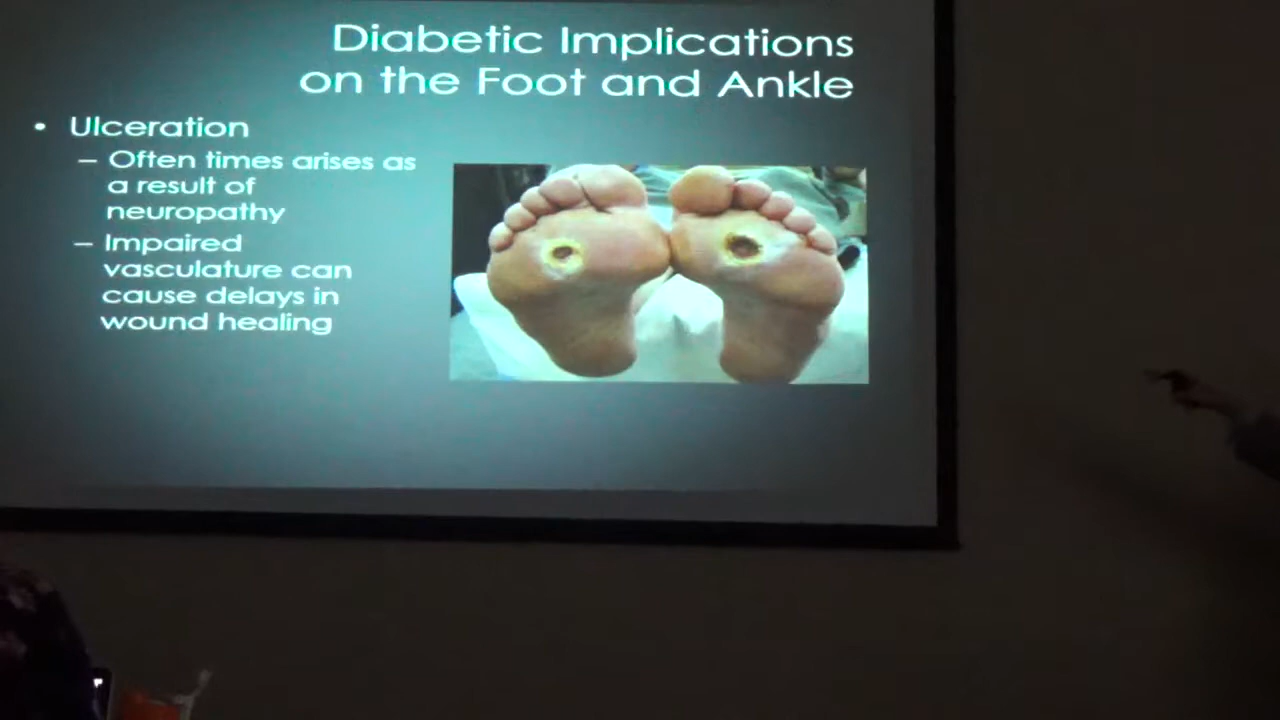 Diabetic Implications
on the Foot and Ankle
• Ulceration
– Often times arises as
a result of
neuropathy
– Impaired
vasculature can
cause delays in
wound healing